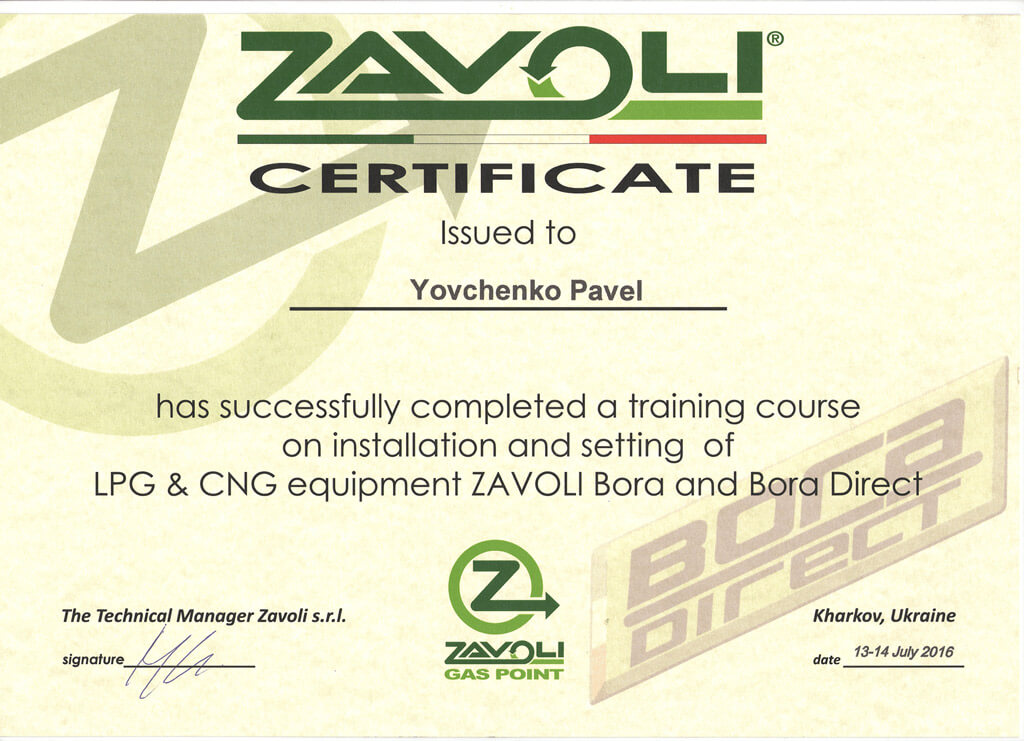 ZAVOLI®
CERTIFICATE
Issued to
Yovchenko Pavel
has successfully completed a training course
on installation and setting of
LPG & CNG equipment ZAVOLI Bora and Bora Direct
BORA
DIRECT
The Technical Manager Zavoli s.r.l.
signature
Z
ZAVOLI
GAS POINT
Kharkov, Ukraine
date 13-14 July 2016